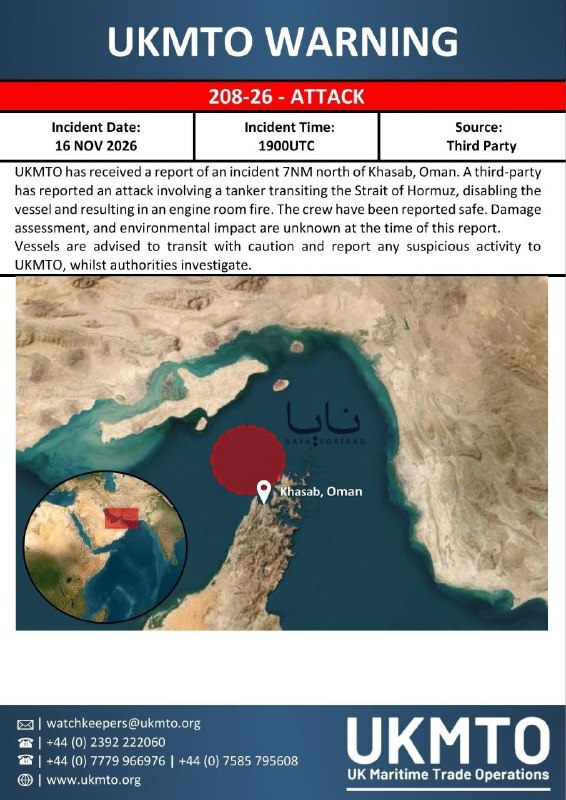 UKMTO WARNING
208-26 - ATTACK
Incident Date:
16 NOV 2026
Incident Time:
1900UTC
Source:
Third Party
UKMTO has received a report of an incident 7NM north of Khasab, Oman. A third-party
has reported an attack involving a tanker transiting the Strait of Hormuz, disabling the
vessel and resulting in an engine room fire. The crew have been reported safe. Damage
assessment, and environmental impact are unknown at the time of this report.
Vessels are advised to transit with caution and report any suspicious activity to
UKMTO, whilst authorities investigate.
نايا
NAYA FORIRAQ
Khasab, Oman
| watchkeepers@ukmto.org
| +44 (0) 2392 222060
| +44 (0) 7779 966976 | +44 (0) 7585 795608
| www.ukmto.org
UKMTO
UK Maritime Trade Operations